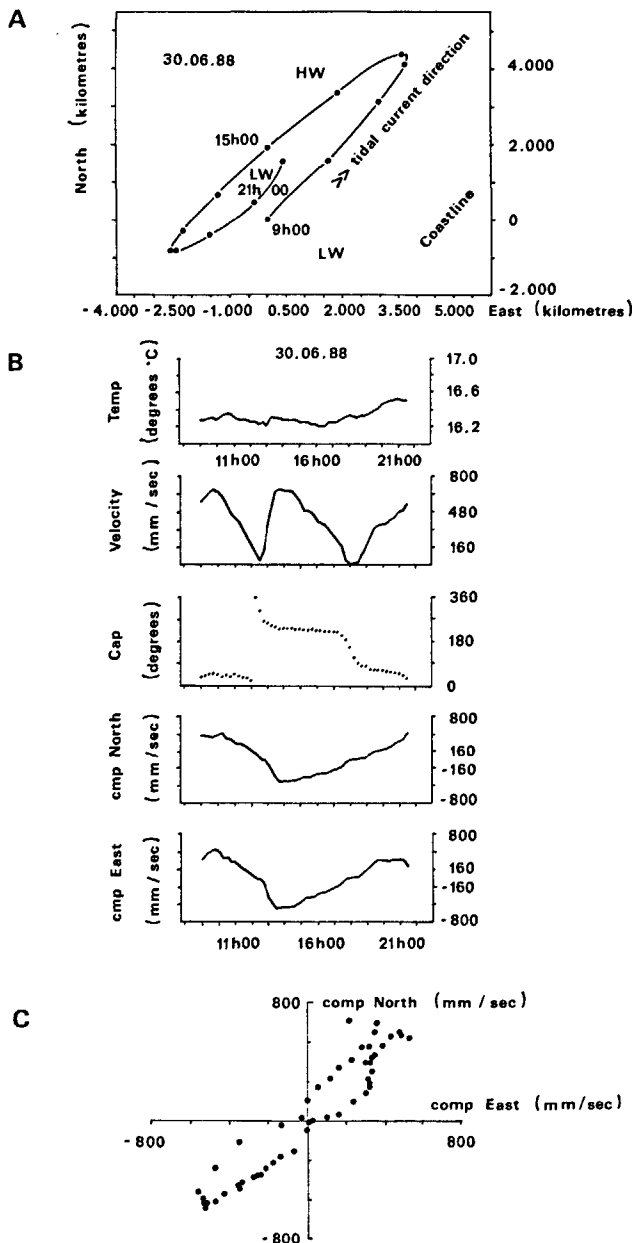 A
North (kilometres)
30.06.88
HW
15h00
LW
21h00
9h00
LW
>> tidal current direction
Coastline
4.000
2.000
0
-2.000
-4.000 -2.500 -1.000 0.500 2.000 3.500 5.000 East (kilometres)
B
30.06.88
Temp (degrees °C)
17.0
16.6
16.2
11h00 16h00 21h00
Velocity (mm/sec)
800
480
160
Cap (degrees)
360
180
0
cmp North (mm/sec)
800
160
-160
-800
cmp East (mm/sec)
800
160
-160
-800
11h00 16h00 21h00
C
800 comp North (mm/sec)
comp East (mm/sec)
-800 800
-800